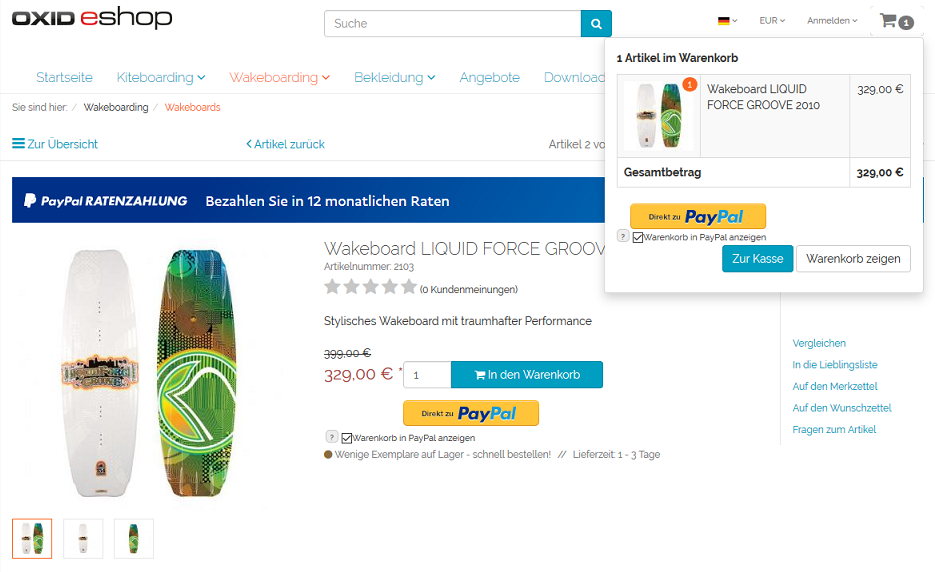 OXID eshop
Suche
EUR
Anmelden
1
Startseite
Kiteboarding
Wakeboarding
Bekleidung
Angebote
Download
Sie sind hier: / Wakeboarding / Wakeboards
Zur Übersicht
Artikel zurück
Artikel 2 vo
1 Artikel im Warenkorb
1
Wakeboard LIQUID
FORCE GROOVE 2010
329,00 €
Gesamtbetrag
329,00 €
Direkt zu PayPal
? Warenkorb in PayPal anzeigen
Zur Kasse
Warenkorb zeigen
PayPal RATENZAHLUNG Bezahlen Sie in 12 monatlichen Raten
Wakeboard LIQUID FORCE GROOV
Artikelnummer: 2103
(0 Kundenmeinungen)
Stylisches Wakeboard mit traumhafter Performance
399,00 €
329,00 € *
1
In den Warenkorb
Direkt zu PayPal
? Warenkorb in PayPal anzeigen
Wenige Exemplare auf Lager - schnell bestellen! // Lieferzeit: 1 - 3 Tage
Vergleichen
In die Lieblingsliste
Auf den Merkzettel
Auf den Wunschzettel
Fragen zum Artikel